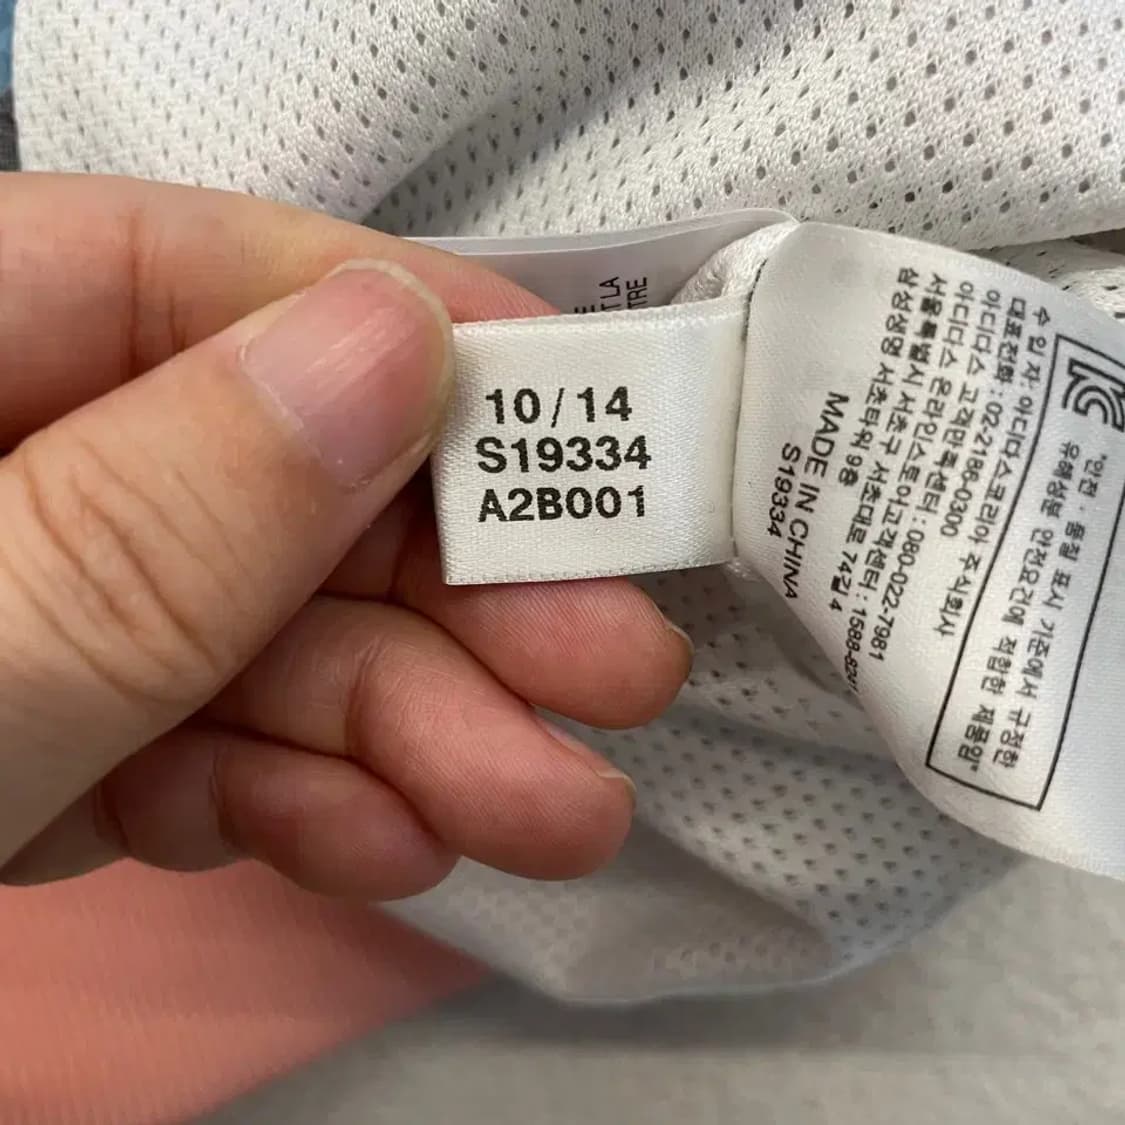 10/14
S19334
A2B001
LA
TRE
KC
"안전·품질 표시 기준에서 규정한
유해성분 안전요건에 적합한 제품임"
수입자: 아디다스코리아 주식회사
대표전화: 02-2186-0300
아디다스 고객만족센터: 080-022-7981
아디다스 온라인스토어고객센터: 1588-8241
서울특별시 서초구 서초대로 74길 4
삼성생명 서초타워 9층
MADE IN CHINA
S19334